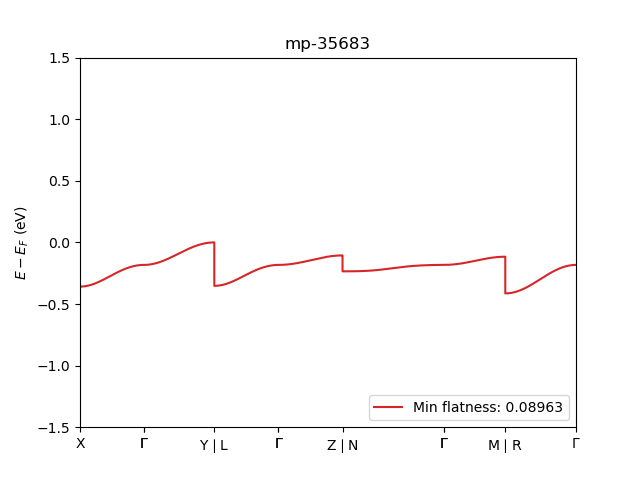 mp-35683
E − E_F (eV)
1.5
1.0
0.5
0.0
−0.5
−1.0
−1.5
Min flatness: 0.08963
X Γ Y | L Γ Z | N Γ M | R Γ